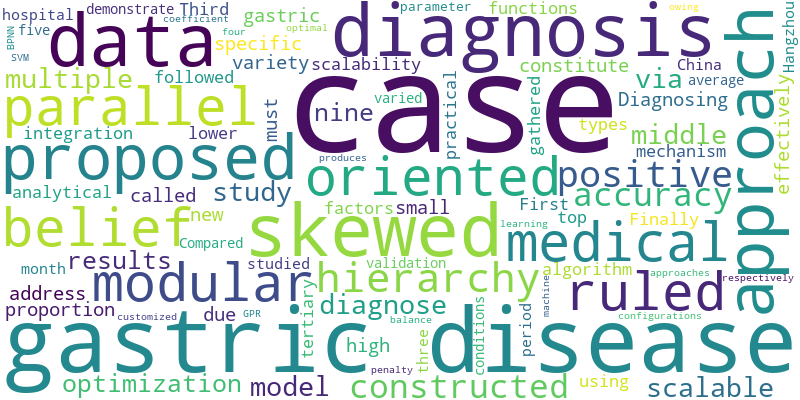 hospital demonstrate Third coefficient
BPNN five
SVM
data
gastric
specific
parameter functions
diagnosis
owing
optimal
four
variety scalability
constitute via China
average
Hangzhou
multiple followed
parallel
integration lower must
nine
varied
case
practical
gathered
Diagnosing
types
middle
mechanism
approach
effectively
proposed
produces
oriented
positive accuracy
analytical called study
factors small
First top
Finally
belief new
Compared
skewed
learning
medical
results studied
validation
month
modular
hierarchy
algorithm
approaches
machines
respectively
address
proportion
customized
due GPR
tertiary
diagnose
balance
conditions
period
ruled
configurations
gastric disease
high
three
penalty
optimization model constructed using scalable